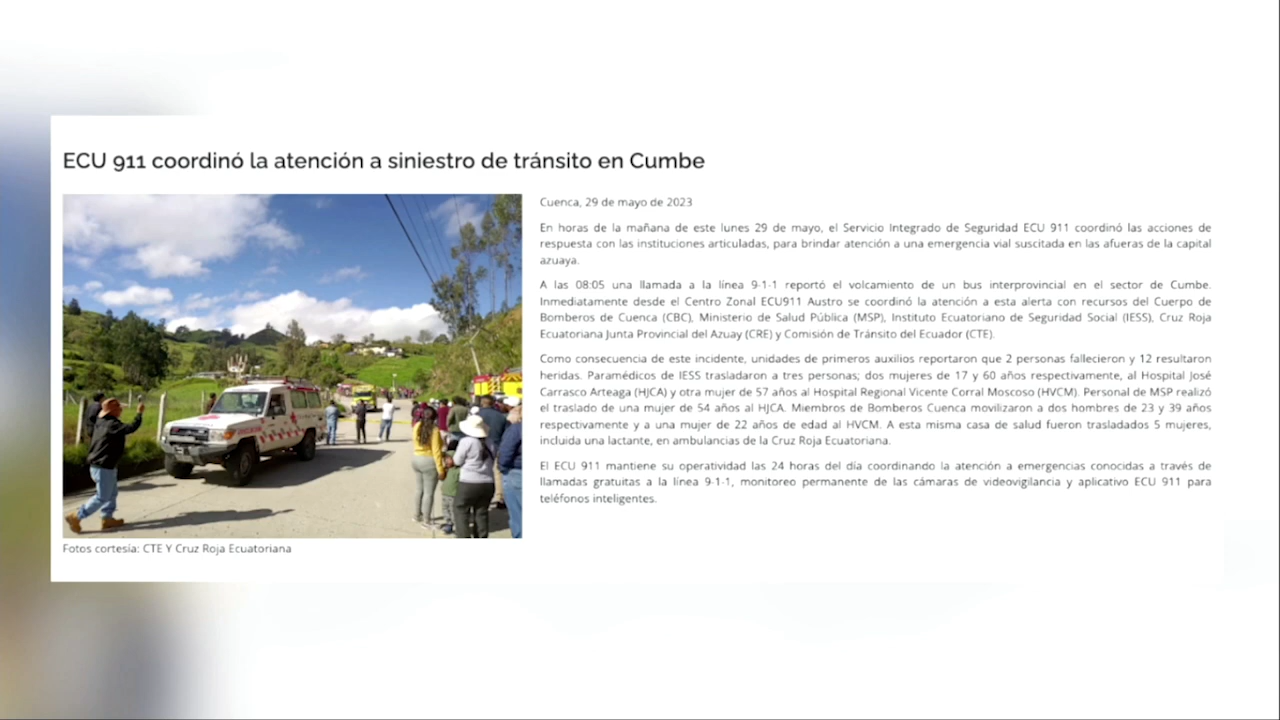 ECU 911 coordinó la atención a siniestro de tránsito en Cumbe
Cuenca, 29 de mayo de 2023
En horas de la mañana de este lunes 29 de mayo, el Servicio Integrado de Seguridad ECU 911 coordinó las acciones de
respuesta con las instituciones articuladas, para brindar atención a una emergencia vial suscitada en las afueras de la capital
azuaya.
A las 08:05 una llamada a la línea 9-1-1 reportó el volcamiento de un bus interprovincial en el sector de Cumbe.
Inmediatamente desde el Centro Zonal ECU911 Austro se coordinó la atención a esta alerta con recursos del Cuerpo de
Bomberos de Cuenca (CBC), Ministerio de Salud Pública (MSP), Instituto Ecuatoriano de Seguridad Social (IESS), Cruz Roja
Ecuatoriana Junta Provincial del Azuay (CRE) y Comisión de Tránsito del Ecuador (CTE).
Como consecuencia de este incidente, unidades de primeros auxilios reportaron que 2 personas fallecieron y 12 resultaron
heridas. Paramédicos de IESS trasladaron a tres personas; dos mujeres de 17 y 60 años respectivamente, al Hospital José
Carrasco Arteaga (HJCA) y otra mujer de 57 años al Hospital Regional Vicente Corral Moscoso (HVCM). Personal de MSP realizó
el traslado de una mujer de 54 años al HJCA. Miembros de Bomberos Cuenca movilizaron a dos hombres de 23 y 39 años
respectivamente y a una mujer de 22 años de edad al HVCM. A esta misma casa de salud fueron trasladados 5 mujeres,
incluida una lactante, en ambulancias de la Cruz Roja Ecuatoriana.
El ECU 911 mantiene su operatividad las 24 horas del día coordinando la atención a emergencias conocidas a través de
llamadas gratuitas a la línea 9-1-1, monitoreo permanente de las cámaras de videovigilancia y aplicativo ECU 911 para
teléfonos inteligentes.
Fotos cortesía: CTE Y Cruz Roja Ecuatoriana